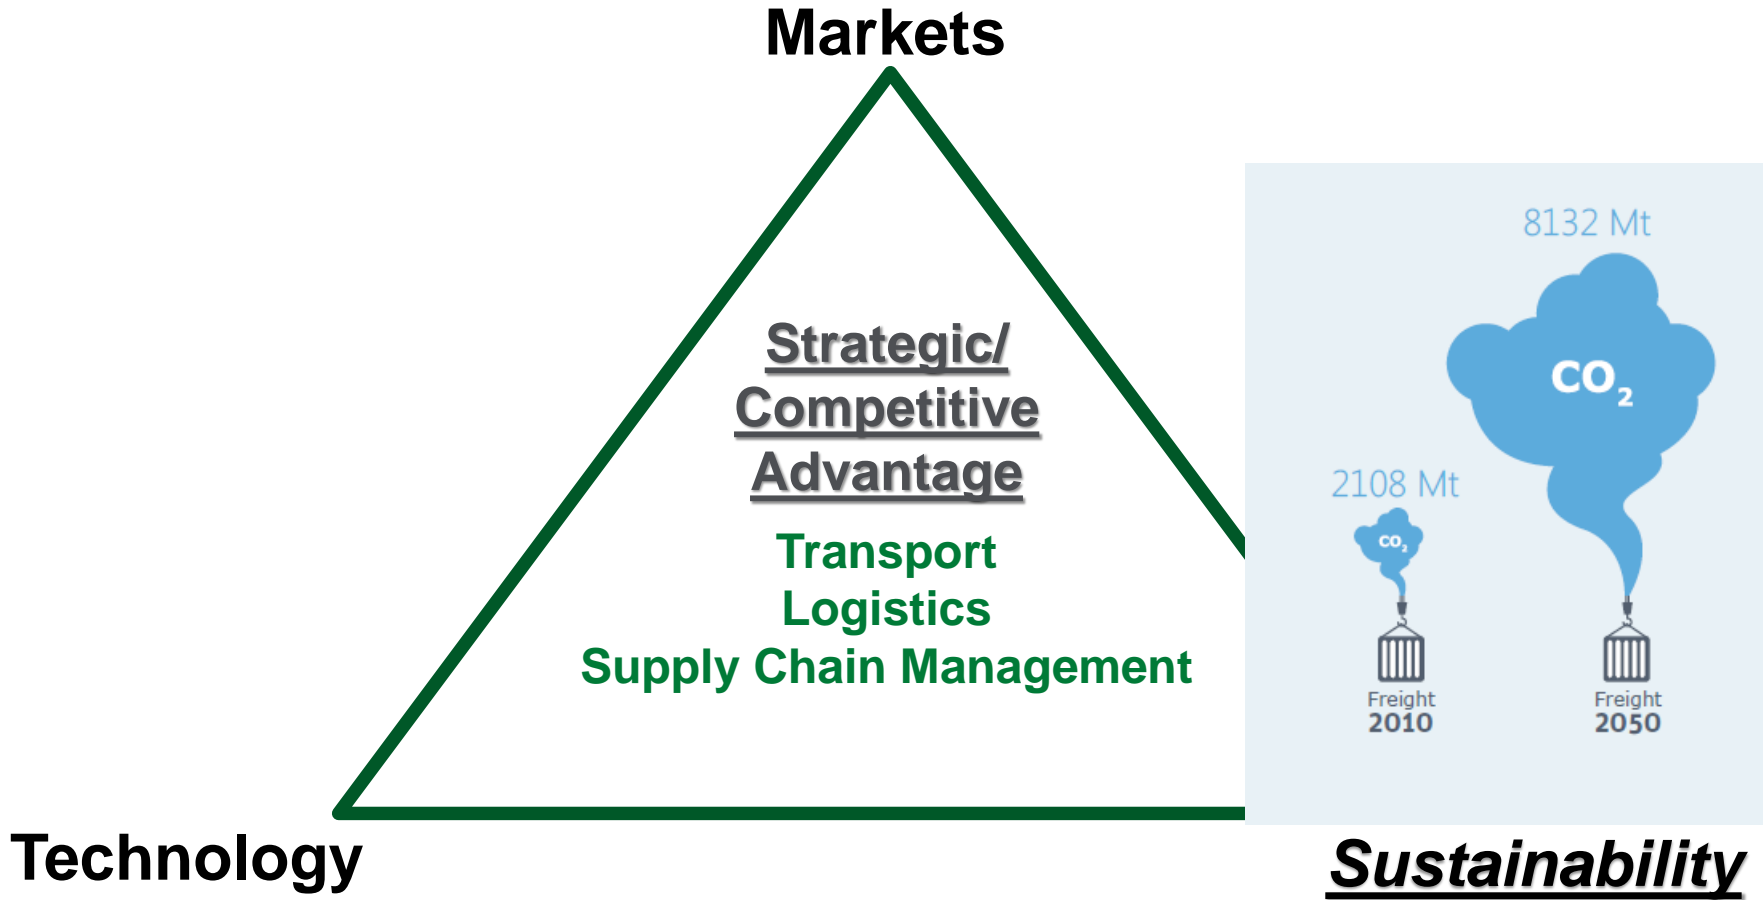 Markets
Strategic/
Competitive
Advantage
Transport
Logistics
Supply Chain Management
8132 Mt
CO₂
2108 Mt
CO₂
Freight
2010
Freight
2050
Technology
Sustainability